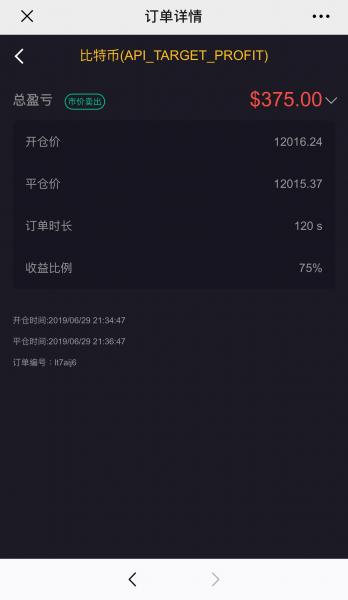 订单详情
比特币(API_TARGET_PROFIT)
总盈亏 市价卖出 $375.00
开仓价 12016.24
平仓价 12015.37
订单时长 120 s
收益比例 75%
开仓时间:2019/06/29 21:34:47
平仓时间:2019/06/29 21:36:47
订单编号：lt7aij6